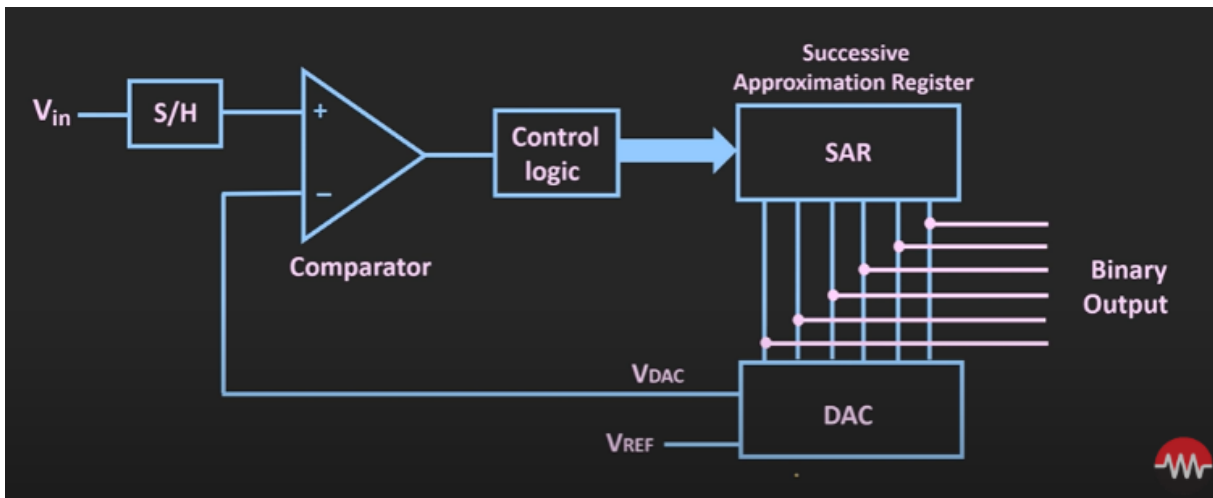 Successive
Approximation Register
Vin
S/H
+
Control
logic
SAR
−
Comparator
Binary
Output
VDAC
DAC
VREF